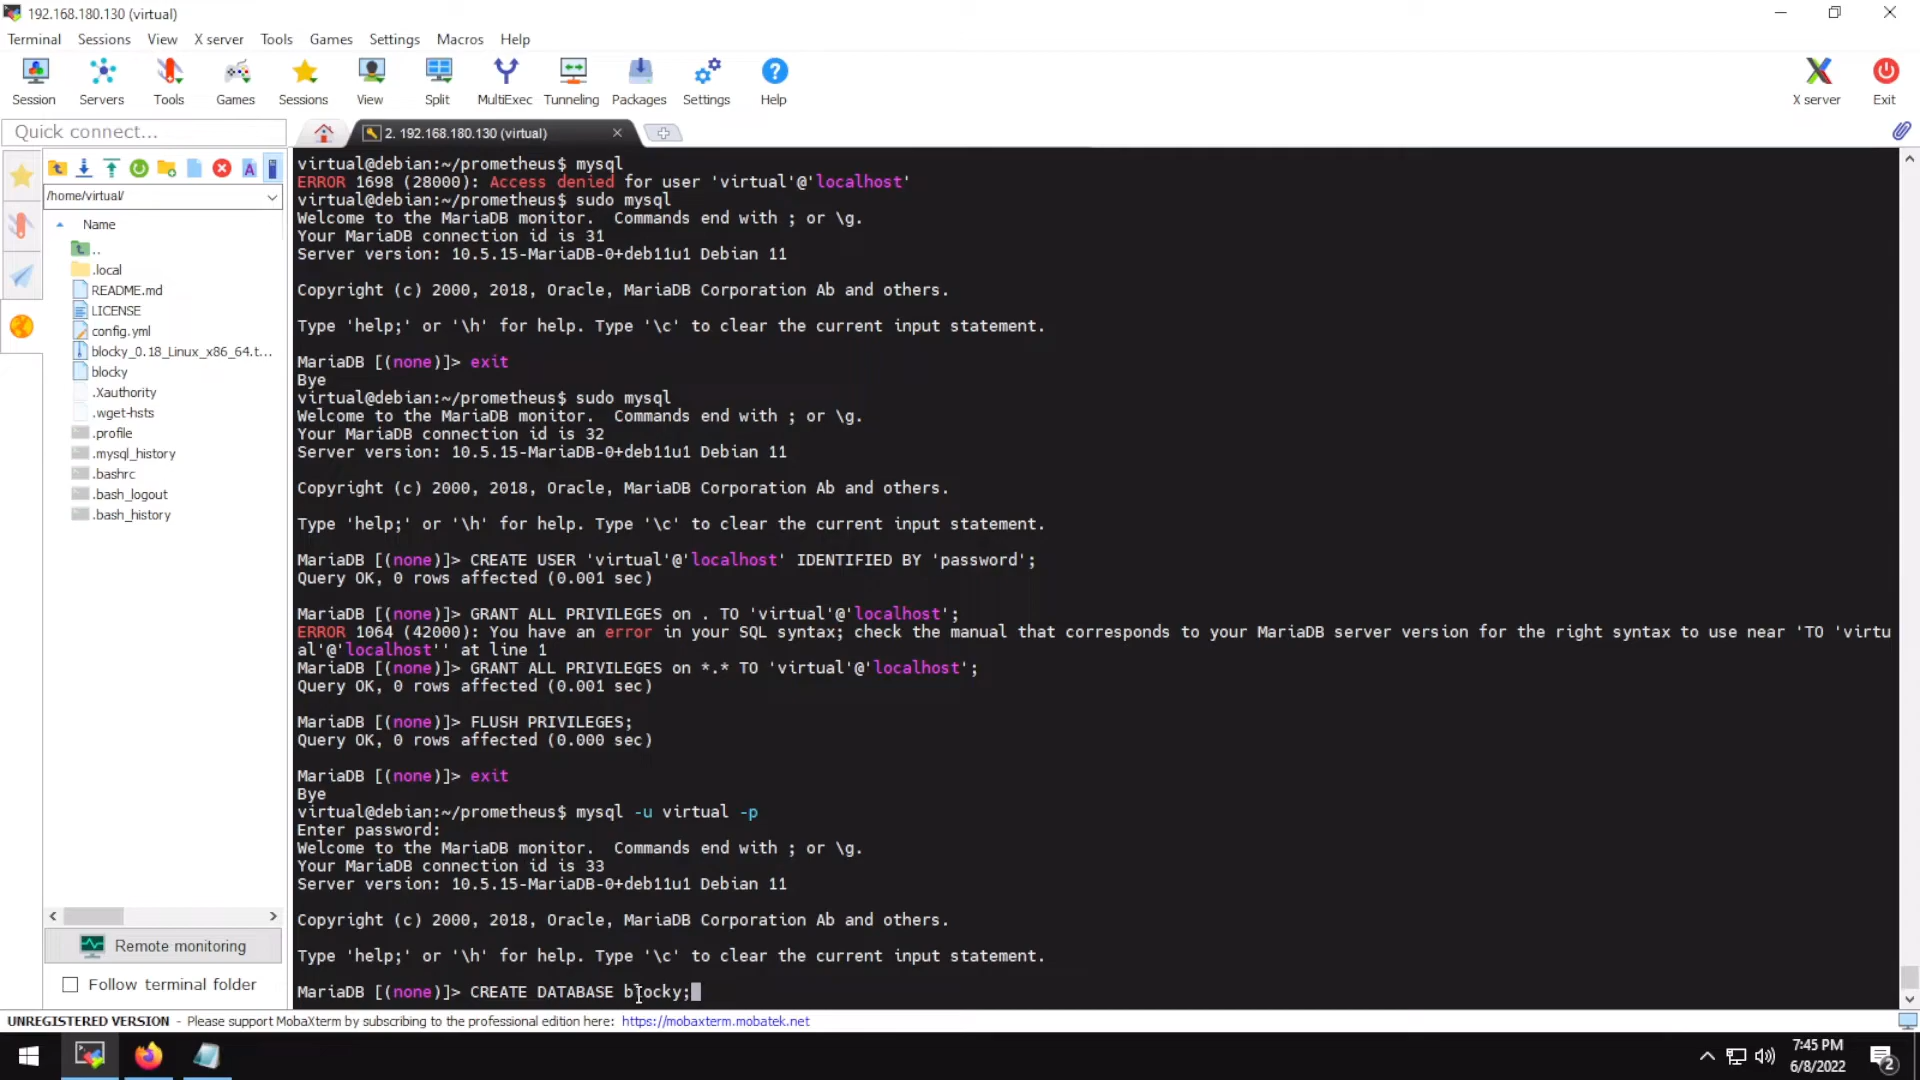 192.168.180.130 (virtual)
Terminal Sessions View X server Tools Games Settings Macros Help
Session Servers Tools Games Sessions View Split MultiExec Tunneling Packages Settings Help X server Exit
Quick connect...
2. 192.168.180.130 (virtual)
/home/virtual/
Name
..
.local
README.md
LICENSE
config.yml
blocky_0.18_Linux_x86_64.t...
blocky
.Xauthority
.wget-hsts
.profile
.mysql_history
.bashrc
.bash_logout
.bash_history
Remote monitoring
Follow terminal folder
virtual@debian:~/prometheus$ mysql
ERROR 1698 (28000): Access denied for user 'virtual'@'localhost'
virtual@debian:~/prometheus$ sudo mysql
Welcome to the MariaDB monitor.  Commands end with ; or \g.
Your MariaDB connection id is 31
Server version: 10.5.15-MariaDB-0+deb11u1 Debian 11
Copyright (c) 2000, 2018, Oracle, MariaDB Corporation Ab and others.
Type 'help;' or '\h' for help. Type '\c' to clear the current input statement.
MariaDB [(none)]> exit
Bye
virtual@debian:~/prometheus$ sudo mysql
Welcome to the MariaDB monitor.  Commands end with ; or \g.
Your MariaDB connection id is 32
Server version: 10.5.15-MariaDB-0+deb11u1 Debian 11
Copyright (c) 2000, 2018, Oracle, MariaDB Corporation Ab and others.
Type 'help;' or '\h' for help. Type '\c' to clear the current input statement.
MariaDB [(none)]> CREATE USER 'virtual'@'localhost' IDENTIFIED BY 'password';
Query OK, 0 rows affected (0.001 sec)
MariaDB [(none)]> GRANT ALL PRIVILEGES on . TO 'virtual'@'localhost';
ERROR 1064 (42000): You have an error in your SQL syntax; check the manual that corresponds to your MariaDB server version for the right syntax to use near 'TO 'virtu
al'@'localhost'' at line 1
MariaDB [(none)]> GRANT ALL PRIVILEGES on *.* TO 'virtual'@'localhost';
Query OK, 0 rows affected (0.001 sec)
MariaDB [(none)]> FLUSH PRIVILEGES;
Query OK, 0 rows affected (0.000 sec)
MariaDB [(none)]> exit
Bye
virtual@debian:~/prometheus$ mysql -u virtual -p
Enter password:
Welcome to the MariaDB monitor.  Commands end with ; or \g.
Your MariaDB connection id is 33
Server version: 10.5.15-MariaDB-0+deb11u1 Debian 11
Copyright (c) 2000, 2018, Oracle, MariaDB Corporation Ab and others.
Type 'help;' or '\h' for help. Type '\c' to clear the current input statement.
MariaDB [(none)]> CREATE DATABASE blocky;
UNREGISTERED VERSION - Please support MobaXterm by subscribing to the professional edition here: https://mobaxterm.mobatek.net
7:45 PM
6/8/2022
2